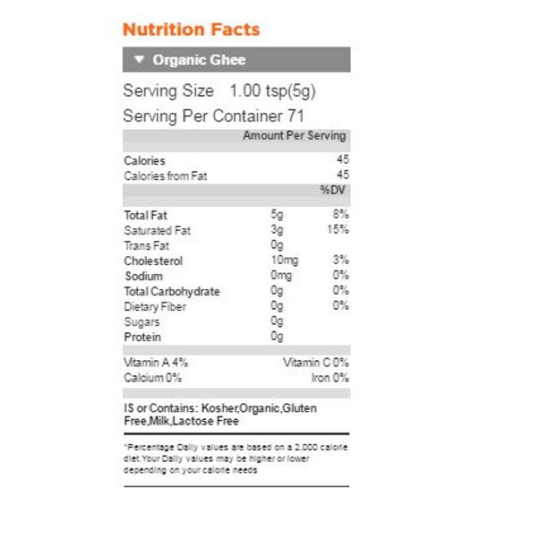 Nutrition Facts
▼ Organic Ghee
Serving Size 1.00 tsp(5g)
Serving Per Container 71
Amount Per Serving
Calories 45
Calories from Fat 45
%DV
Total Fat 5g 8%
Saturated Fat 3g 15%
Trans Fat 0g
Cholesterol 10mg 3%
Sodium 0mg 0%
Total Carbohydrate 0g 0%
Dietary Fiber 0g 0%
Sugars 0g
Protein 0g
Vitamin A 4% Vitamin C 0%
Calcium 0% Iron 0%
IS or Contains: Kosher,Organic,Gluten
Free,Milk,Lactose Free
*Percentage Daily values are based on a 2,000 calorie
diet.Your Daily values may be higher or lower
depending on your calorie needs